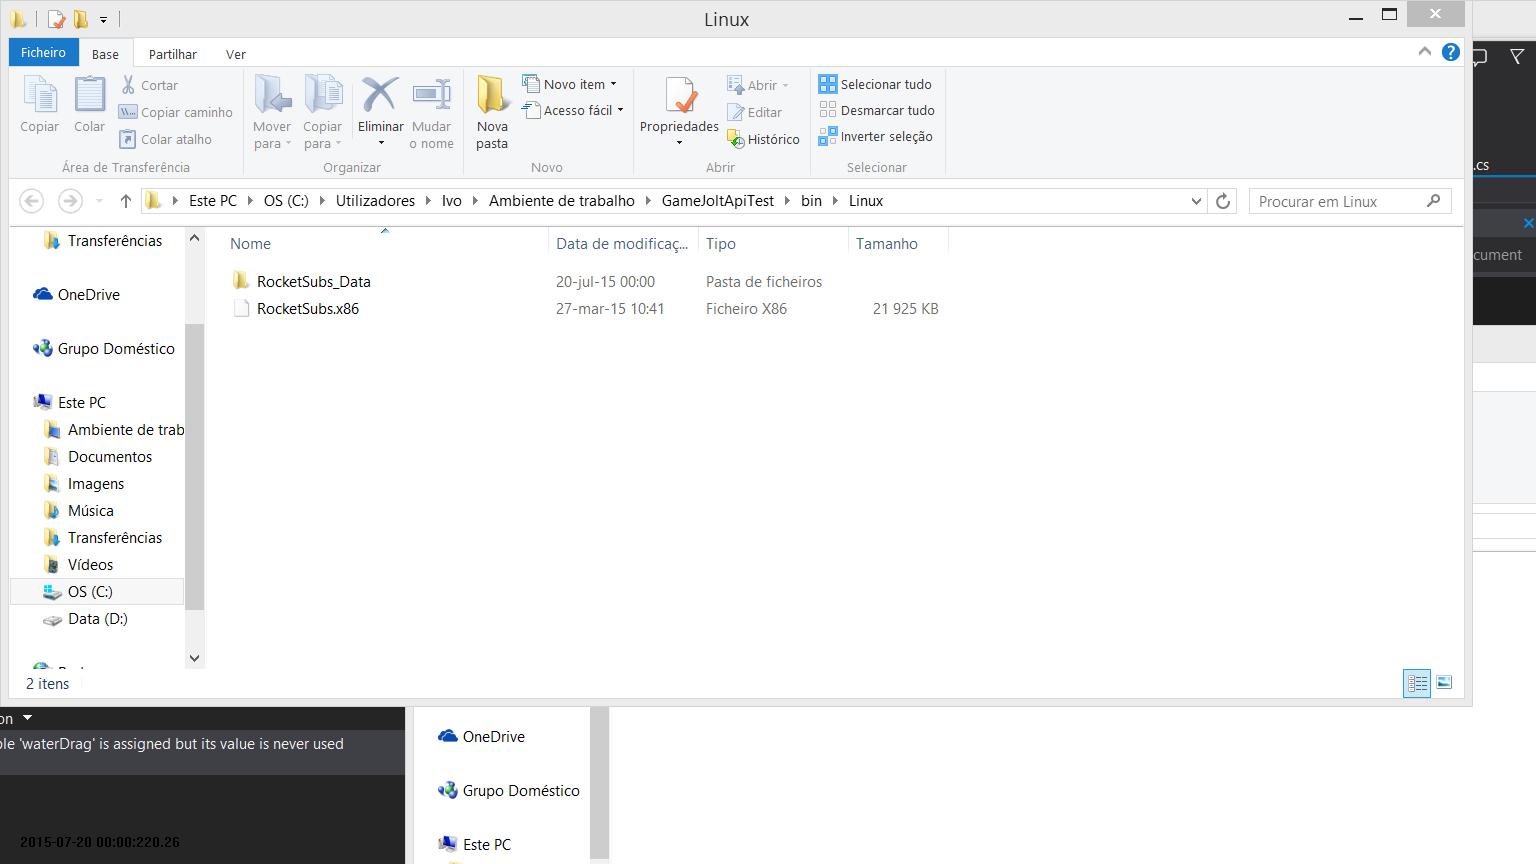 Linux
Ficheiro Base Partilhar Ver
Copiar Colar Cortar Copiar caminho Colar atalho
Área de Transferência
Mover para Copiar para Eliminar Mudar o nome
Organizar
Nova pasta Novo item Acesso fácil
Novo
Propriedades Abrir Editar Histórico
Abrir
Selecionar tudo
Desmarcar tudo
Inverter seleção
Selecionar
.cs
Este PC OS (C:) Utilizadores Ivo Ambiente de trabalho GameJoltApiTest bin Linux
Procurar em Linux
Nome Data de modificaç... Tipo Tamanho
cument
RocketSubs_Data 20-jul-15 00:00 Pasta de ficheiros
RocketSubs.x86 27-mar-15 10:41 Ficheiro X86 21 925 KB
Transferências
OneDrive
Grupo Doméstico
Este PC
Ambiente de trab
Documentos
Imagens
Música
Transferências
Vídeos
OS (C:)
Data (D:)
2 itens
on
ble 'waterDrag' is assigned but its value is never used
2015-07-20 00:00:220.26
OneDrive
Grupo Doméstico
Este PC